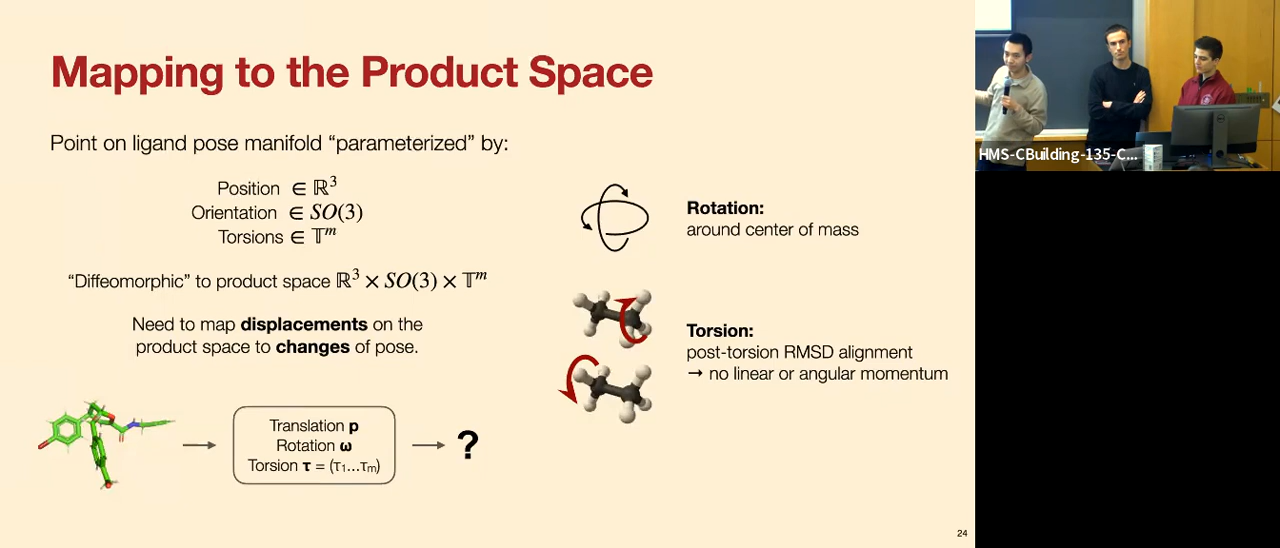 Mapping to the Product Space
Point on ligand pose manifold “parameterized” by:
Position ∈ ℝ³
Orientation ∈ SO(3)
Torsions ∈ 𝕋ᵐ
“Diffeomorphic” to product space ℝ³ × SO(3) × 𝕋ᵐ
Need to map displacements on the
product space to changes of pose.
Translation p
Rotation ω
Torsion τ = (τ₁...τₘ)
?
Rotation:
around center of mass
Torsion:
post-torsion RMSD alignment
→ no linear or angular momentum
24
HMS-CBuilding-135-C...